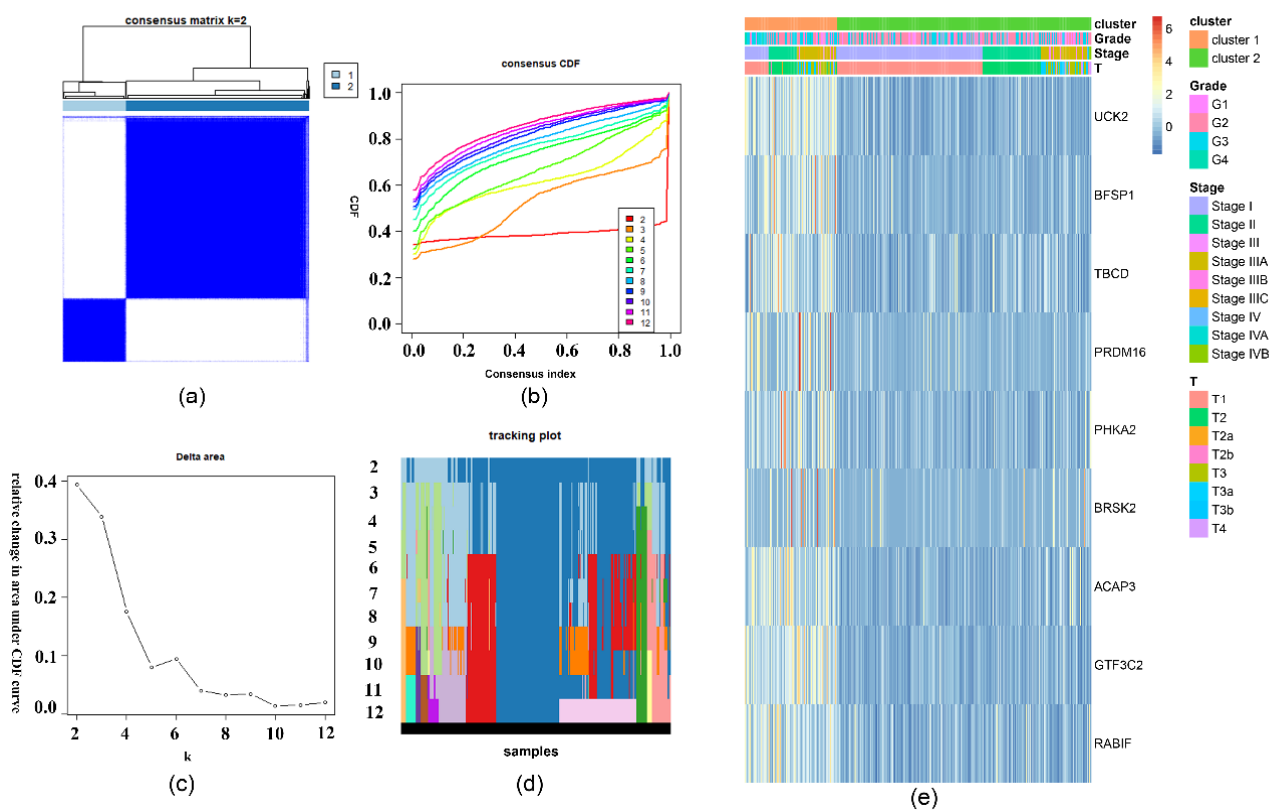 consensus matrix k=2
1
2
(a)
consensus CDF
CDF
1.0
0.8
0.6
0.4
0.2
0.0
2
3
4
5
6
7
8
9
10
11
12
0.0 0.2 0.4 0.6 0.8 1.0
Consensus index
(b)
Delta area
relative change in area under CDF curve
0.4
0.3
0.2
0.1
0.0
2 4 6 8 10 12
k
(c)
tracking plot
2
3
4
5
6
7
8
9
10
11
12
samples
(d)
cluster
Grade
Stage
T
UCK2
BFSP1
TBCD
PRDM16
PHKA2
BRSK2
ACAP3
GTF3C2
RABIF
(e)
6
4
2
0
cluster
cluster 1
cluster 2
Grade
G1
G2
G3
G4
Stage
Stage I
Stage II
Stage III
Stage IIIA
Stage IIIB
Stage IIIC
Stage IV
Stage IVA
Stage IVB
T
T1
T2
T2a
T2b
T3
T3a
T3b
T4